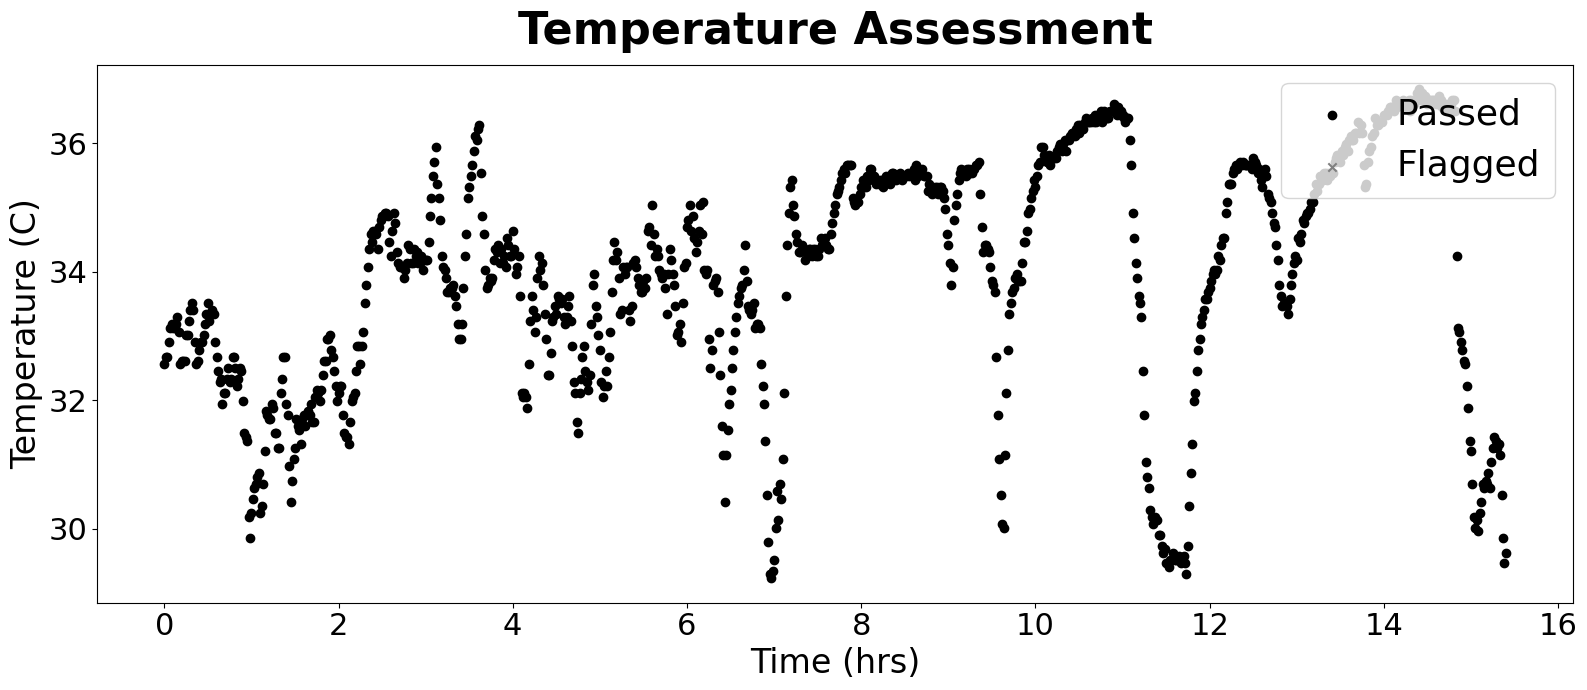 Temperature Assessment
Passed
Flagged
Temperature (C)
36
34
32
30
0 2 4 6 8 10 12 14 16
Time (hrs)